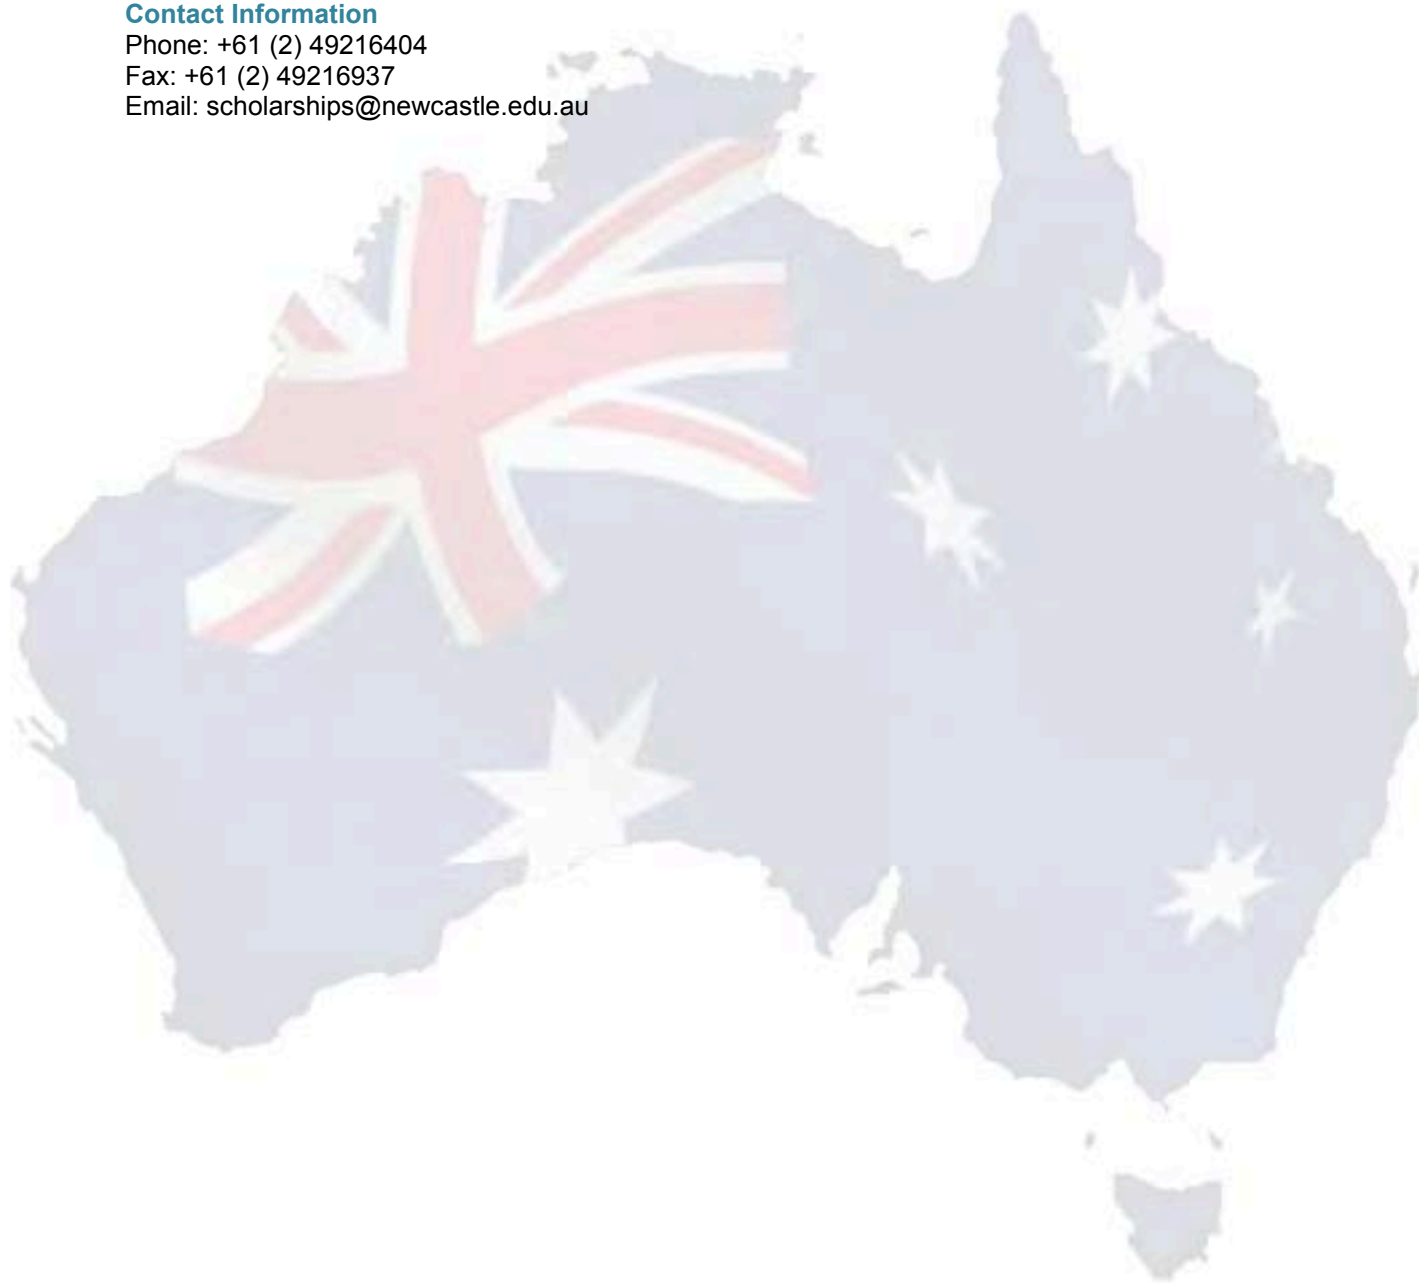 Contact Information
Phone: +61 (2) 49216404
Fax: +61 (2) 49216937
Email: scholarships@newcastle.edu.au